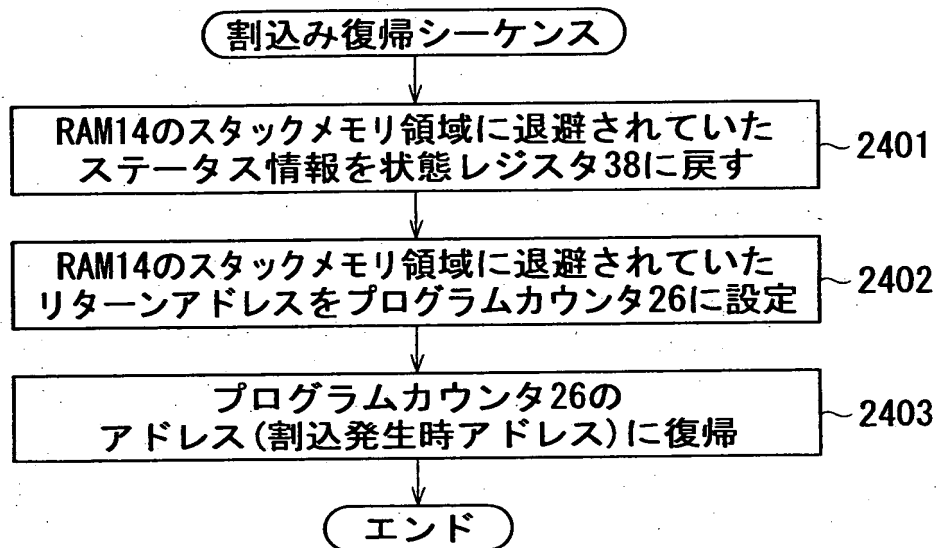 割込み復帰シーケンス
RAM14のスタックメモリ領域に退避されていた
ステータス情報を状態レジスタ38に戻す
2401
RAM14のスタックメモリ領域に退避されていた
リターンアドレスをプログラムカウンタ26に設定
2402
プログラムカウンタ26の
アドレス(割込発生時アドレス)に復帰
2403
エンド